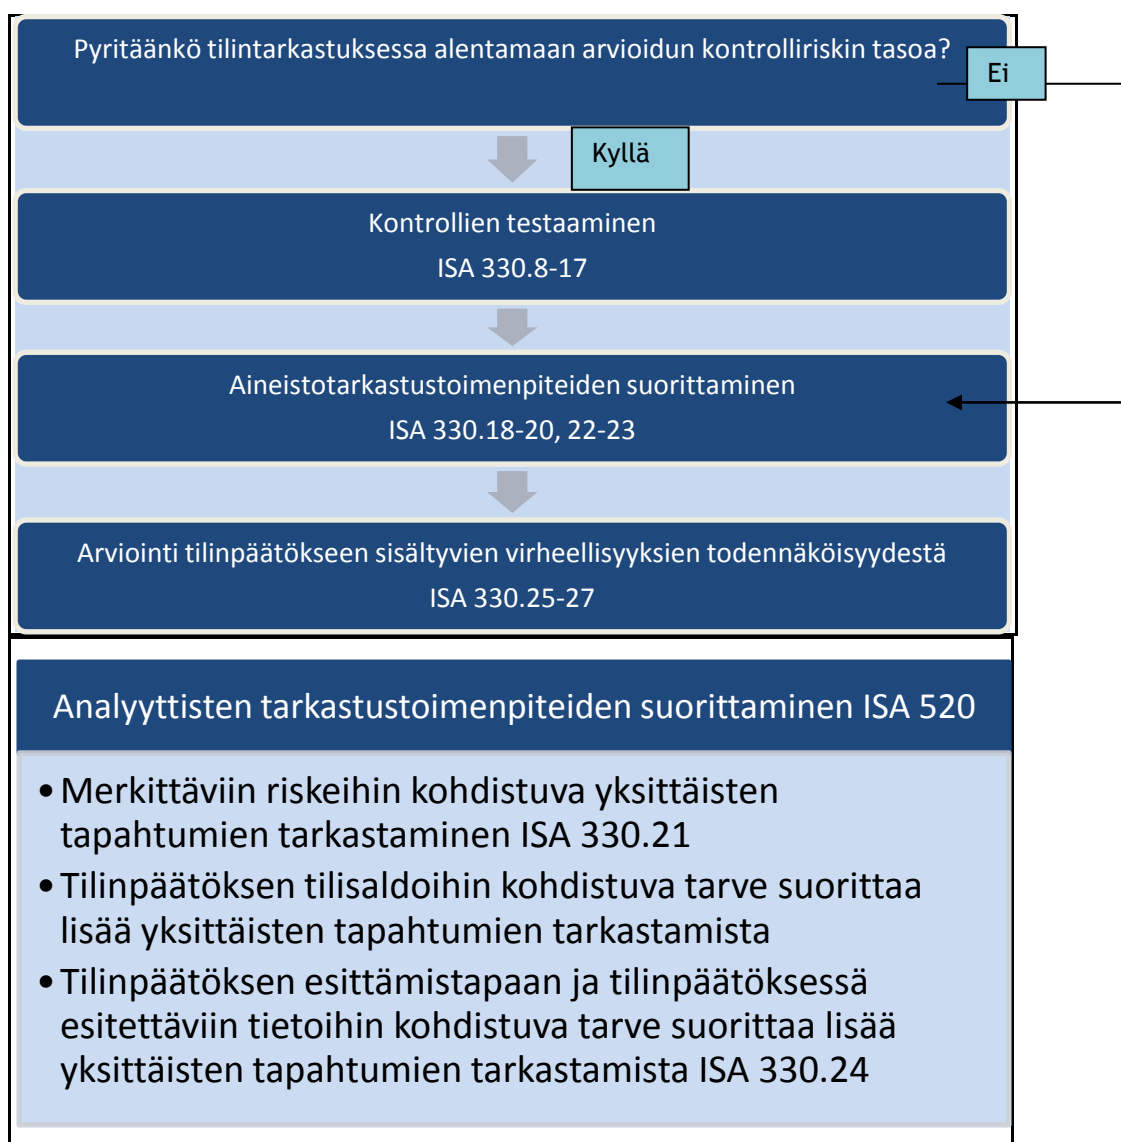 Pyritäänkö tilintarkastuksessa alentamaan arvioidun kontrolliriskin tasoa?
Ei
Kyllä
Kontrollien testaaminen
ISA 330.8-17
Aineistotarkastustoimenpiteiden suorittaminen
ISA 330.18-20, 22-23
Arviointi tilinpäätökseen sisältyvien virheellisyyksien todennäköisyydestä
ISA 330.25-27
Analyyttisten tarkastustoimenpiteiden suorittaminen ISA 520
• Merkittäviin riskeihin kohdistuva yksittäisten
tapahtumien tarkastaminen ISA 330.21
• Tilinpäätöksen tilisaldoihin kohdistuva tarve suorittaa
lisää yksittäisten tapahtumien tarkastamista
• Tilinpäätöksen esittämistapaan ja tilinpäätöksessä
esitettäviin tietoihin kohdistuva tarve suorittaa lisää
yksittäisten tapahtumien tarkastamista ISA 330.24